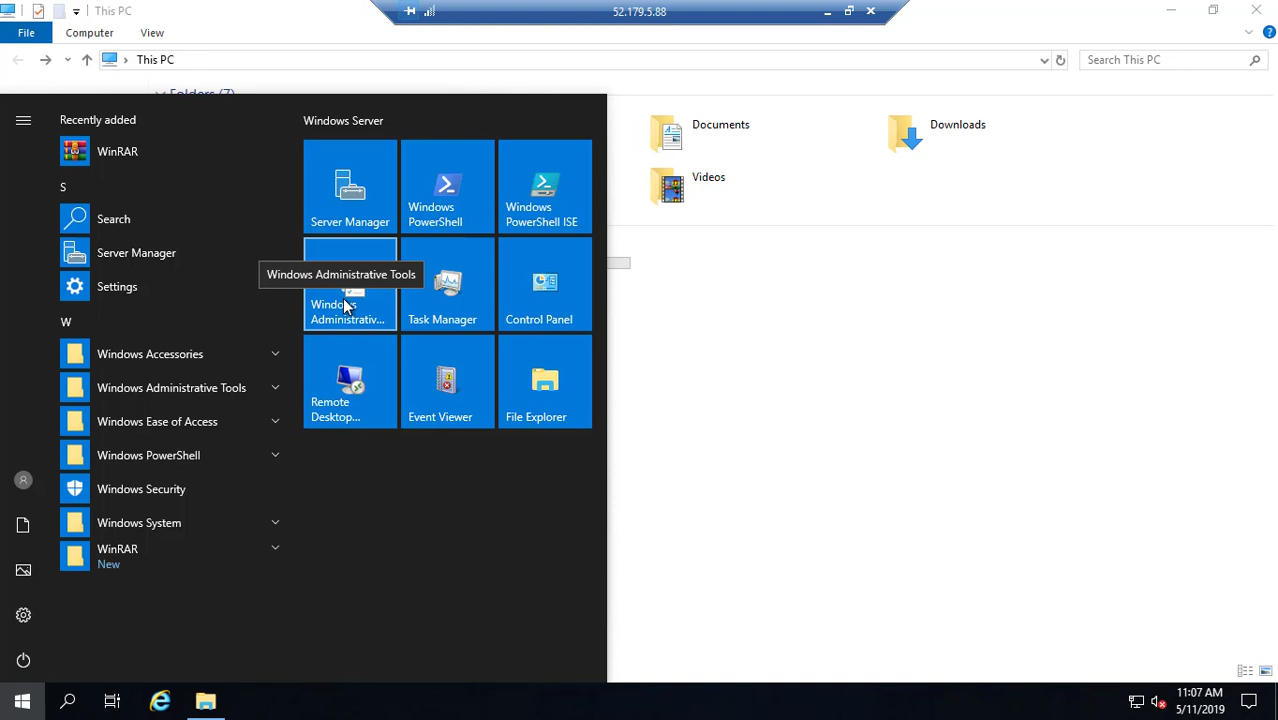 This PC
52.179.5.88
File
Computer
View
This PC
Search This PC
Folders (7)
Documents
Downloads
Videos
Recently added
WinRAR
S
Search
Server Manager
Settings
W
Windows Accessories
Windows Administrative Tools
Windows Ease of Access
Windows PowerShell
Windows Security
Windows System
WinRAR
New
Windows Server
Server Manager
Windows
PowerShell
Windows
PowerShell ISE
Windows Administrative Tools
Windows
Administrativ...
Task Manager
Control Panel
Remote
Desktop...
Event Viewer
File Explorer
11:07 AM
5/11/2019